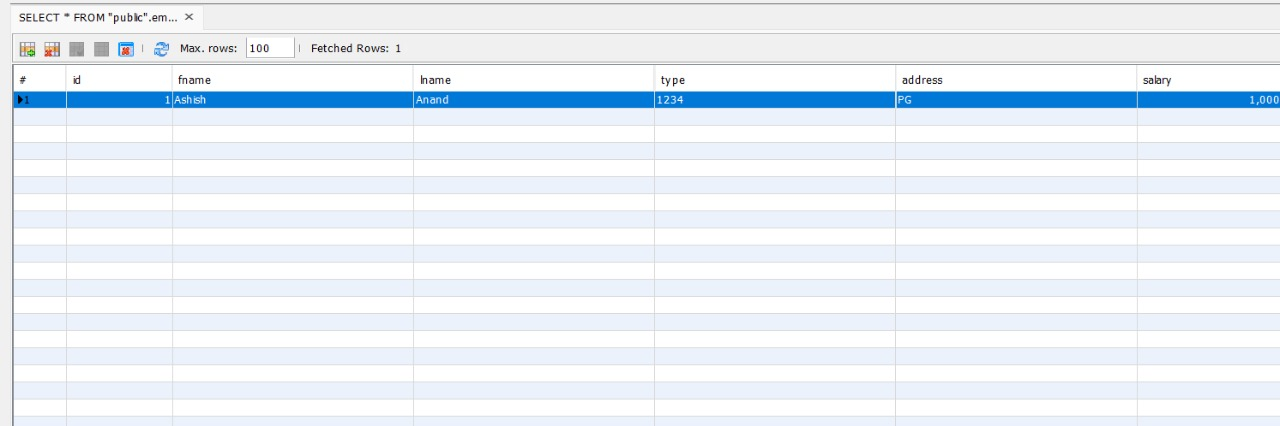 SELECT * FROM "public".em... ×
Max. rows: 100 Fetched Rows: 1
# id fname lname type address salary
1 1 Ashish Anand 1234 PG 1,000